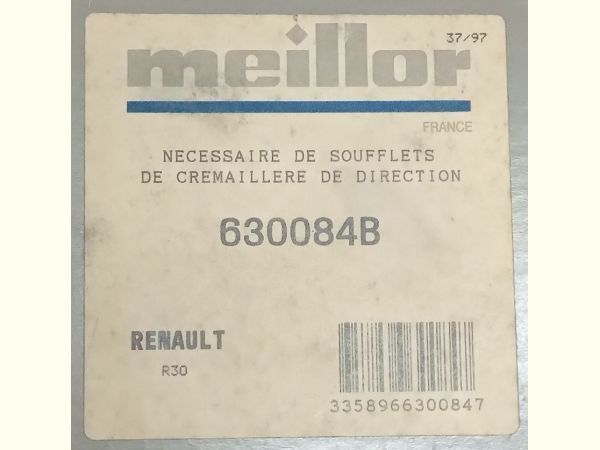 37/97
meillor
FRANCE
NECESSAIRE DE SOUFFLETS
DE CREMAILLERE DE DIRECTION
630084B
RENAULT
R30
3358966300847